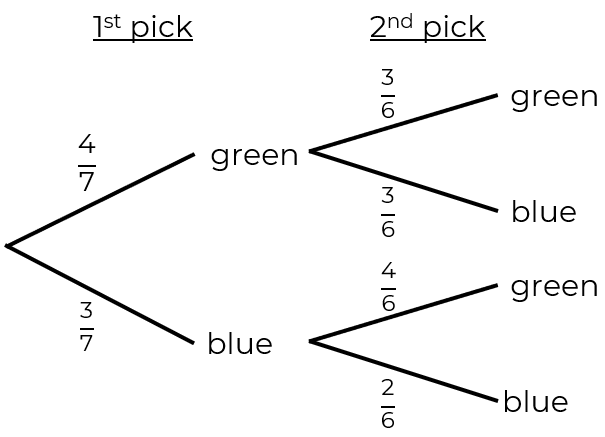 1st pick
2nd pick
3/6
green
4/7
green
3/6
blue
4/6
green
3/7
blue
2/6
blue